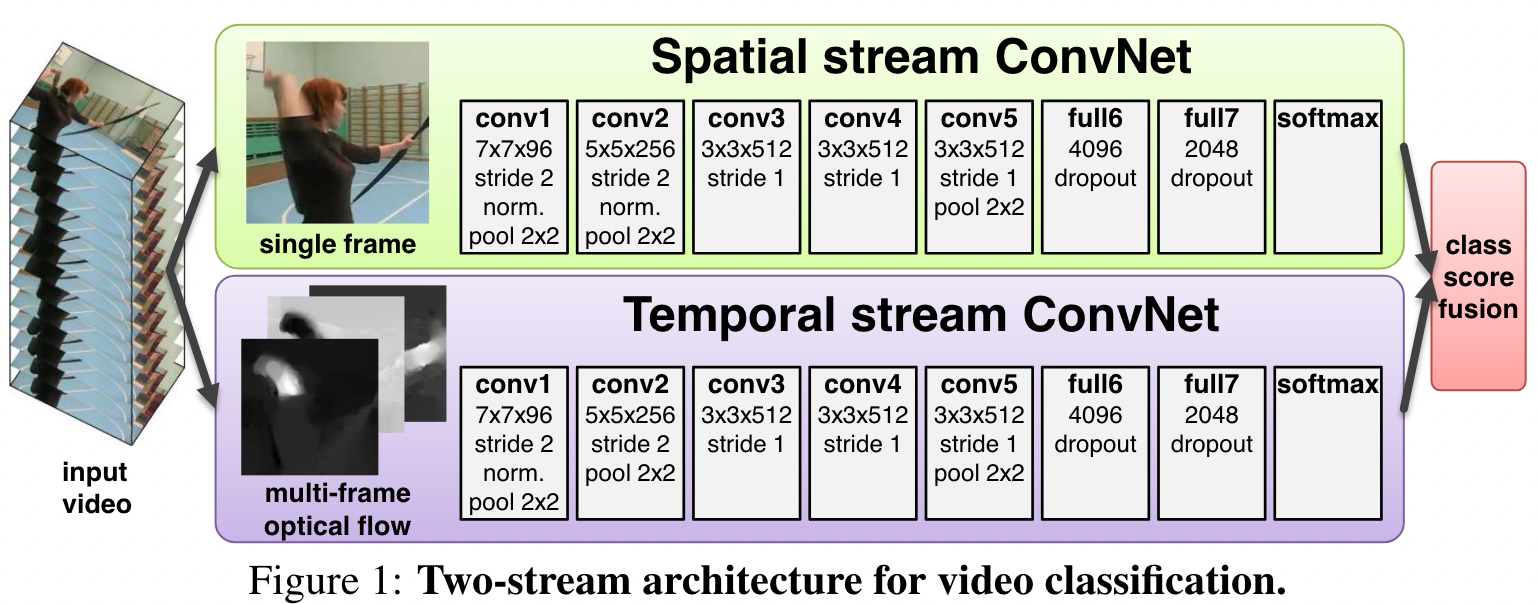 Spatial stream ConvNet
conv1
7x7x96
stride 2
norm.
pool 2x2
conv2
5x5x256
stride 2
norm.
pool 2x2
conv3
3x3x512
stride 1
conv4
3x3x512
stride 1
conv5
3x3x512
stride 1
pool 2x2
full6
4096
dropout
full7
2048
dropout
softmax
single frame
Temporal stream ConvNet
conv1
7x7x96
stride 2
norm.
pool 2x2
conv2
5x5x256
stride 2
pool 2x2
conv3
3x3x512
stride 1
conv4
3x3x512
stride 1
conv5
3x3x512
stride 1
pool 2x2
full6
4096
dropout
full7
2048
dropout
softmax
multi-frame
optical flow
input
video
class
score
fusion
Figure 1: Two-stream architecture for video classification.